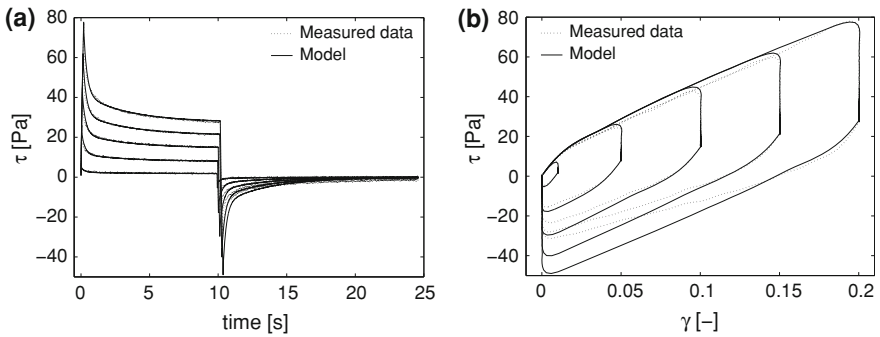 (a)
80
60
40
20
0
−20
−40
τ [Pa]
Measured data
Model
0
5
10
15
20
25
time [s]
(b)
80
60
40
20
0
−20
−40
τ [Pa]
Measured data
Model
0
0.05
0.1
0.15
0.2
γ [−]